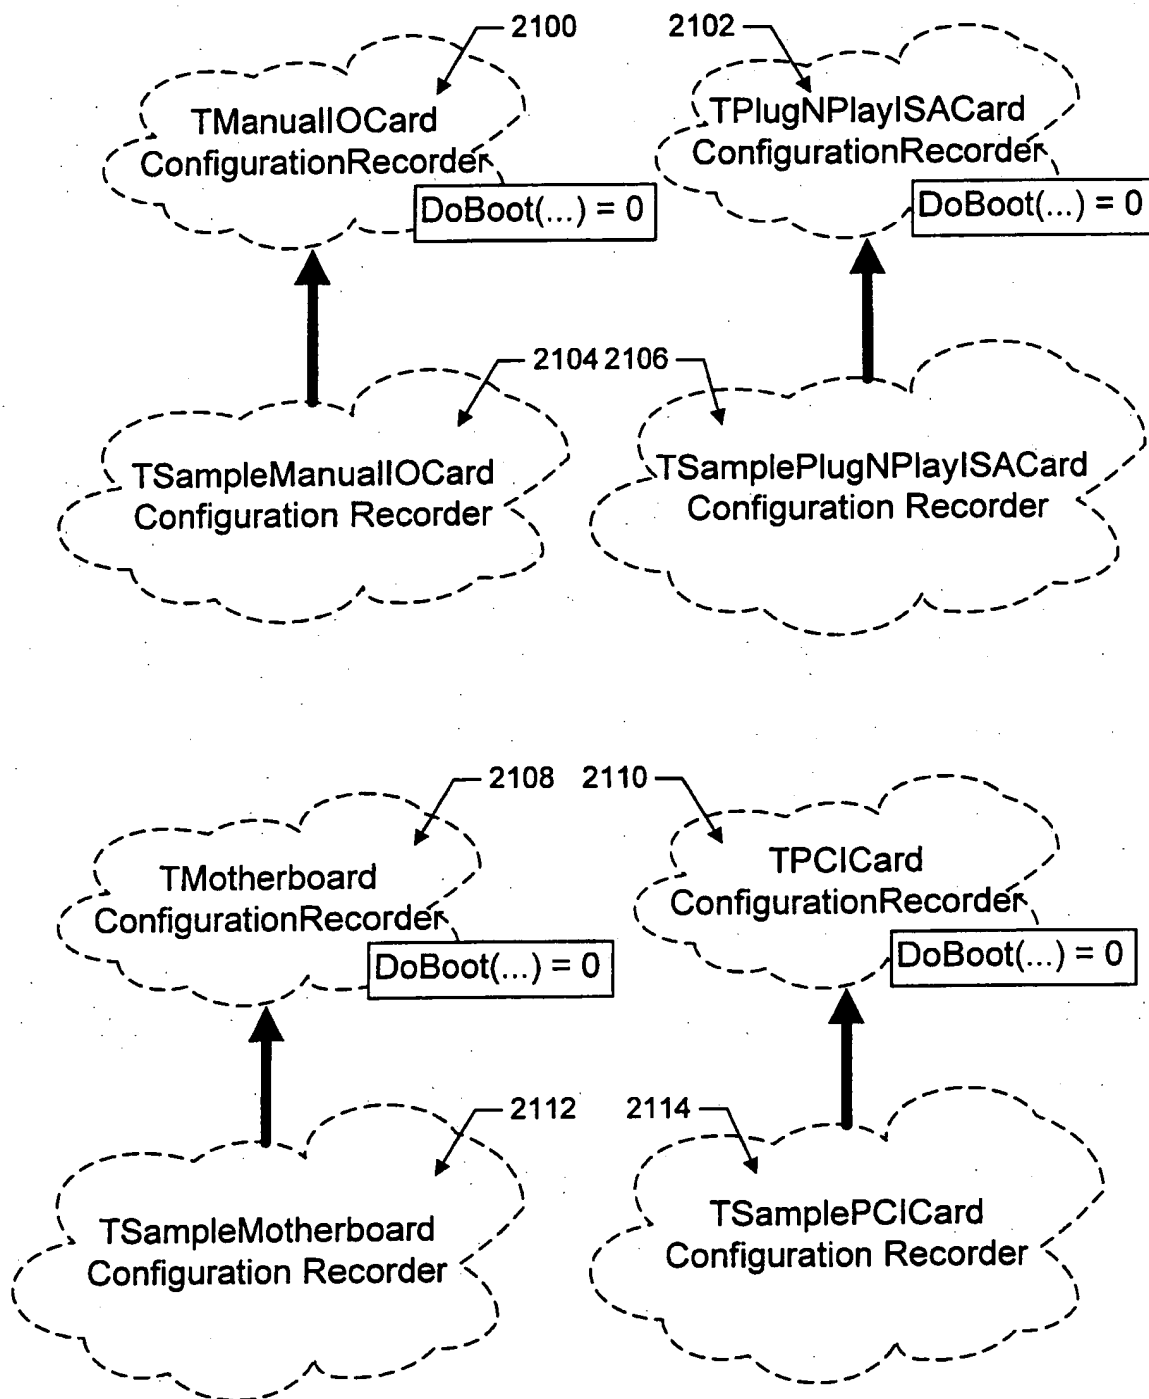 2100
2102
TManualIOCard
ConfigurationRecorder
DoBoot(...) = 0
TPlugNPlayISACard
ConfigurationRecorder
DoBoot(...) = 0
2104
2106
TSampleManualIOCard
Configuration Recorder
TSamplePlugNPlayISACard
Configuration Recorder
2108
2110
TMotherboard
ConfigurationRecorder
DoBoot(...) = 0
TPCICard
ConfigurationRecorder
DoBoot(...) = 0
2112
2114
TSampleMotherboard
Configuration Recorder
TSamplePCICard
Configuration Recorder